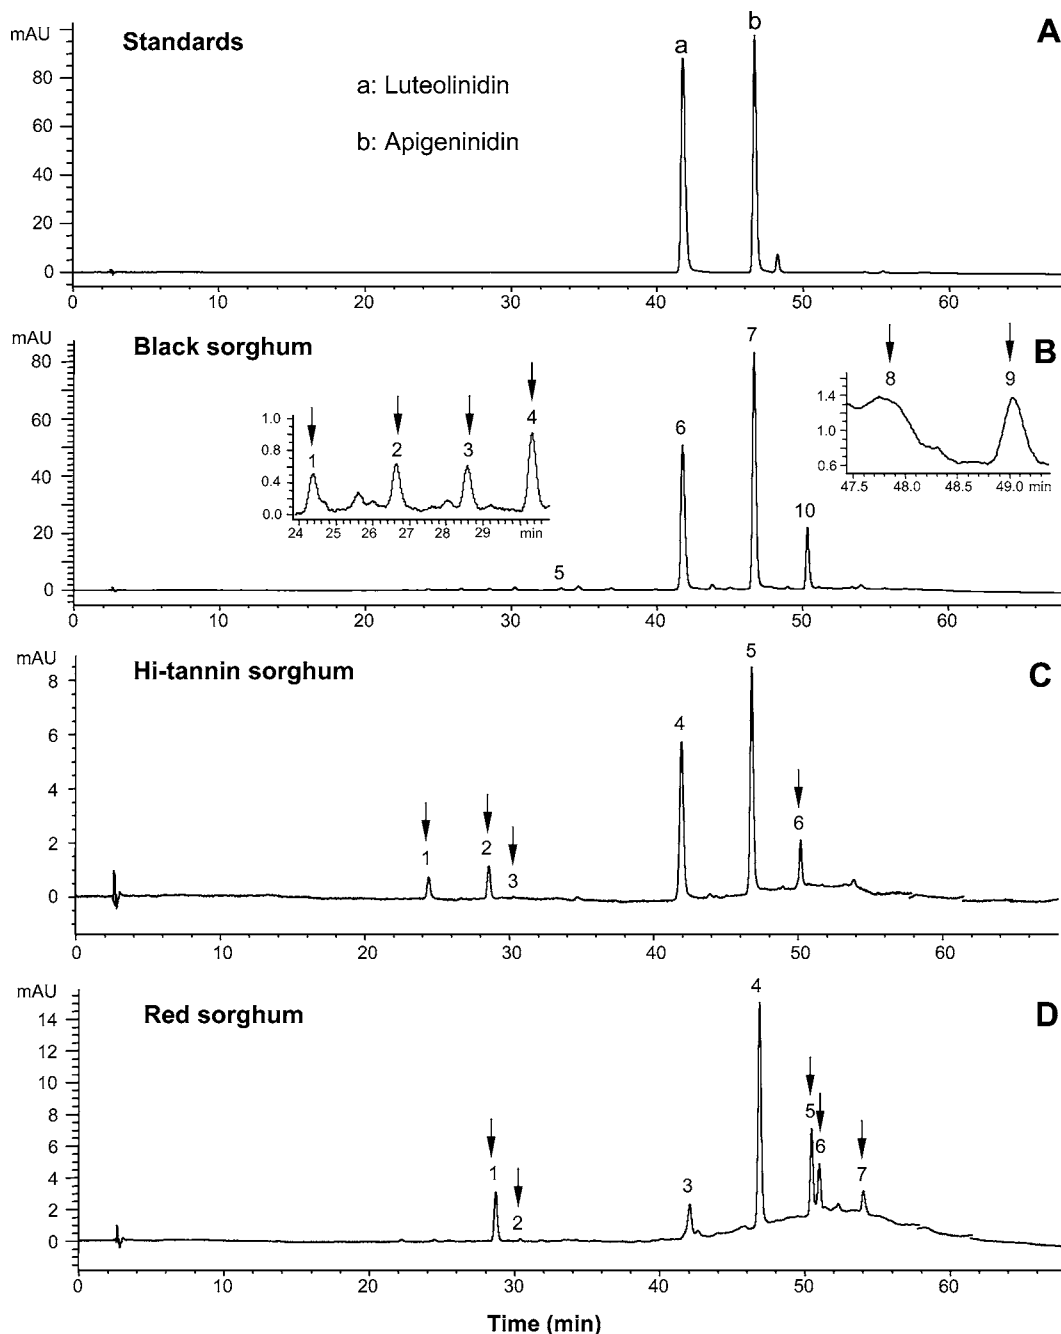 mAU
Standards
A
a
b
a: Luteolinidin
b: Apigeninidin
80
60
40
20
0
0 10 20 30 40 50 60
mAU
Black sorghum
B
80
60
40
20
0
1.0
0.8
0.4
0.0
1 2 3 4
24 25 26 27 28 29 min
5
6
7
10
1.4
1.0
0.6
8 9
47.5 48.0 48.5 49.0 min
0 10 20 30 40 50 60
mAU
Hi-tannin sorghum
C
8
6
4
2
0
1 2 3 4 5 6
0 10 20 30 40 50 60
mAU
Red sorghum
D
14
12
10
8
6
4
2
0
1 2 3 4 5 6 7
0 10 20 30 40 50 60
Time (min)